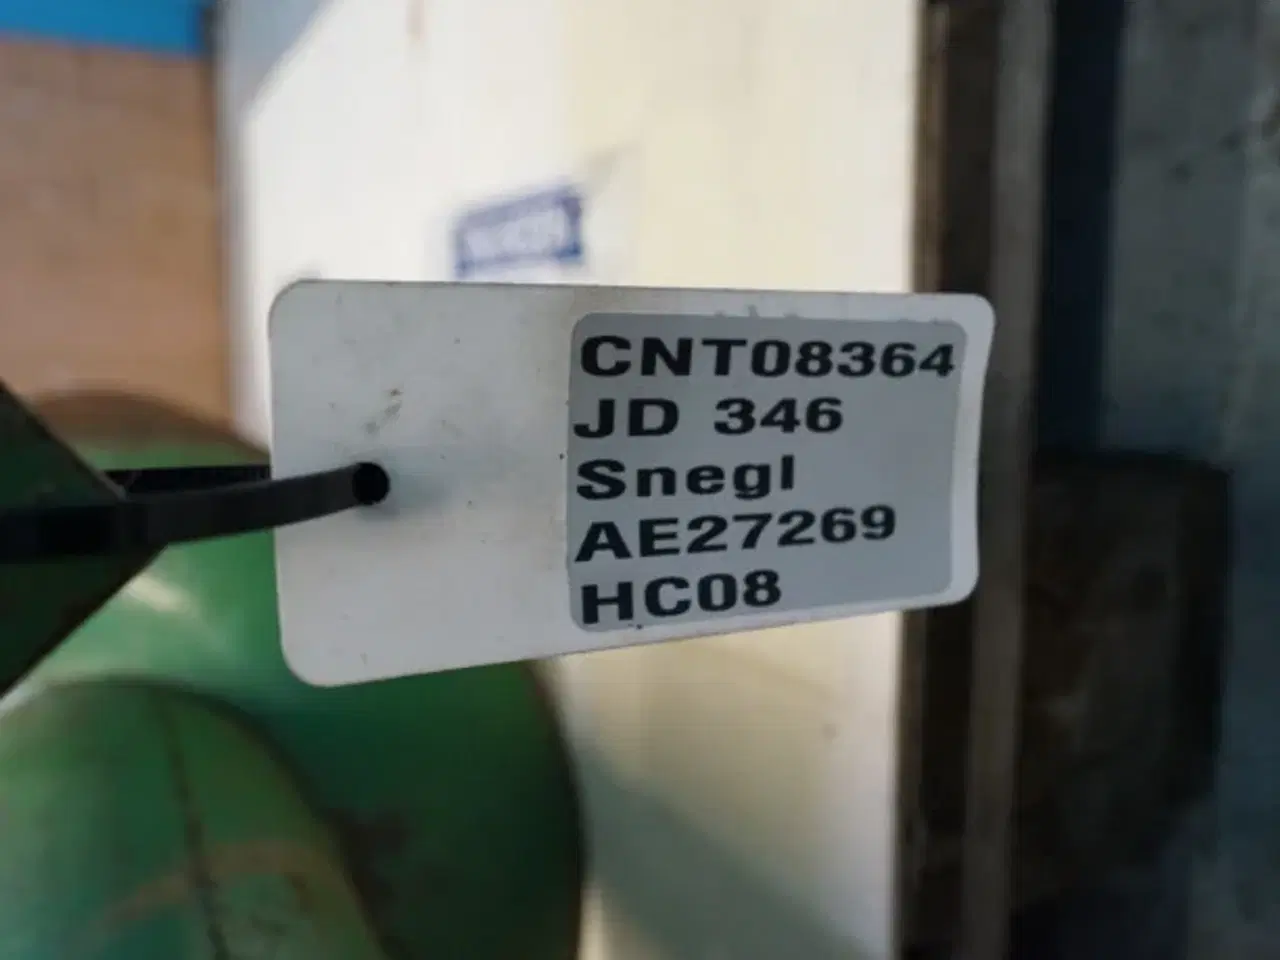 CNT08364
JD 346
Snegl
AE27269
HC08